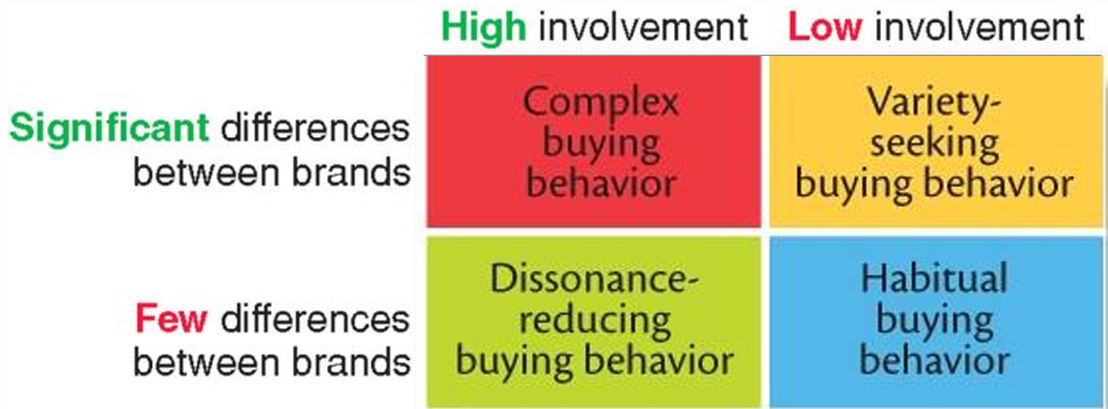 High involvement
Low involvement
Significant differences
between brands
Complex
buying
behavior
Variety-
seeking
buying behavior
Few differences
between brands
Dissonance-
reducing
buying behavior
Habitual
buying
behavior